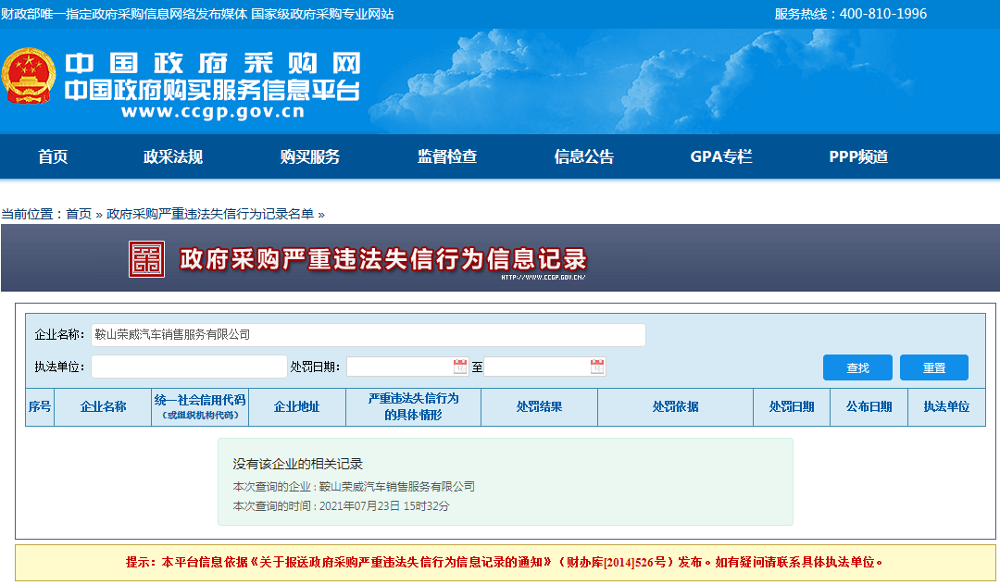 财政部唯一指定政府采购信息网络发布媒体 国家级政府采购专业网站
服务热线：400-810-1996
中国政府采购网
中国政府购买服务信息平台
www.ccgp.gov.cn
首页 政采法规 购买服务 监督检查 信息公告 GPA专栏 PPP频道
当前位置：首页 » 政府采购严重违法失信行为记录名单 »
政府采购严重违法失信行为信息记录
HTTP://WWW.CCGP.GOV.CN/
企业名称： 鞍山荣威汽车销售服务有限公司
执法单位： 处罚日期： 至 查找 重置
序号 企业名称 统一社会信用代码（或组织机构代码） 企业地址 严重违法失信行为的具体情形 处罚结果 处罚依据 处罚日期 公布日期 执法单位
没有该企业的相关记录
本次查询的企业 : 鞍山荣威汽车销售服务有限公司
本次查询的时间 : 2021年07月23日 15时32分
提示：本平台信息依据《关于报送政府采购严重违法失信行为信息记录的通知》（财办库[2014]526号）发布。如有疑问请联系具体执法单位。